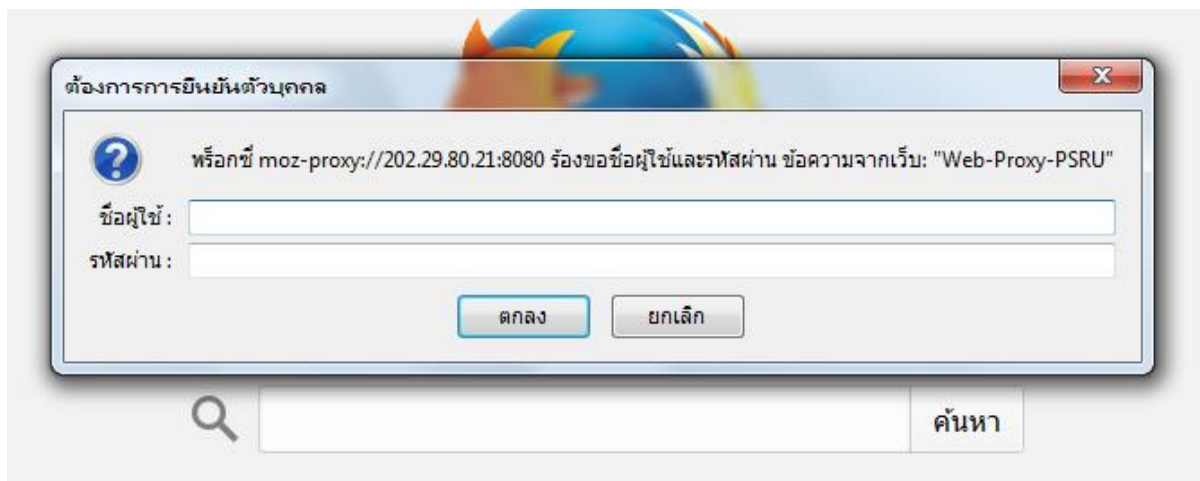 ต้องการการยืนยันตัวบุคคล
พร็อกซี่ moz-proxy://202.29.80.21:8080 ร้องขอชื่อผู้ใช้และรหัสผ่าน ข้อความจากเว็บ: "Web-Proxy-PSRU"
ชื่อผู้ใช้ :
รหัสผ่าน :
ตกลง ยกเลิก
ค้นหา